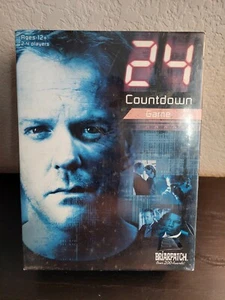 Ages 12+
2-4 players
24
Countdown
Game
BRIARPATCH